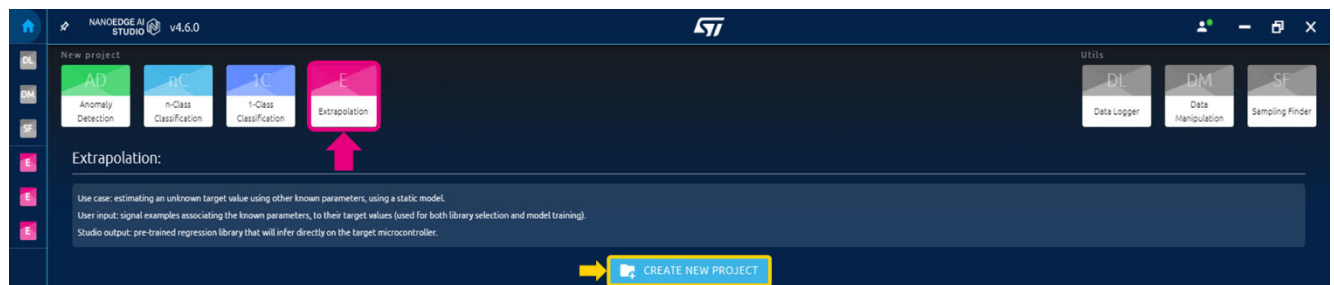 NANOEDGE AI
STUDIO
v4.6.0
ST
New project
Utils
DL
DM
SF
E
E
E
AD
Anomaly
Detection
nC
n-Class
Classification
1C
1-Class
Classification
E
Extrapolation
DL
Data Logger
DM
Data
Manipulation
SF
Sampling Finder
Extrapolation:
Use case: estimating an unknown target value using other known parameters, using a static model.
User input: signal examples associating the known parameters, to their target values (used for both library selection and model training).
Studio output: pre-trained regression library that will infer directly on the target microcontroller.
CREATE NEW PROJECT